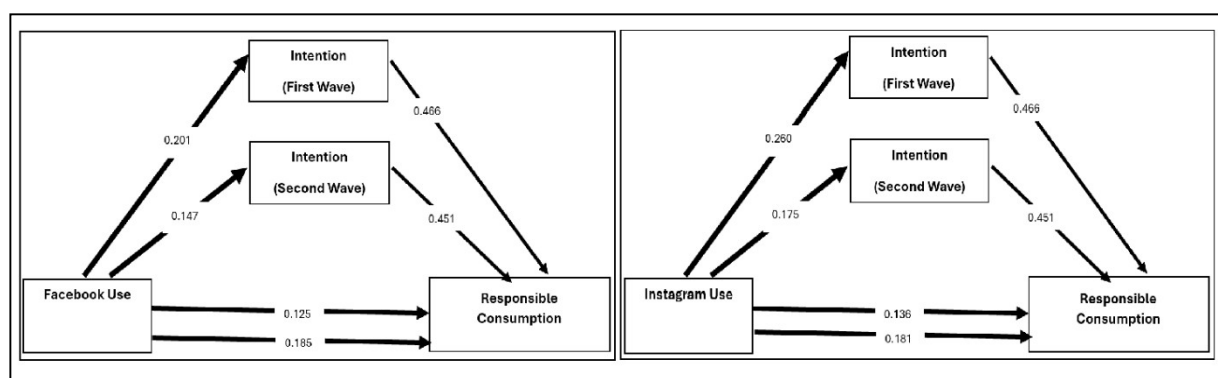 Intention
(First Wave)
0.466
0.201
Intention
(Second Wave)
0.147
0.451
Facebook Use
Responsible
Consumption
0.125
0.185
Intention
(First Wave)
0.466
0.260
Intention
(Second Wave)
0.175
0.451
Instagram Use
Responsible
Consumption
0.136
0.181